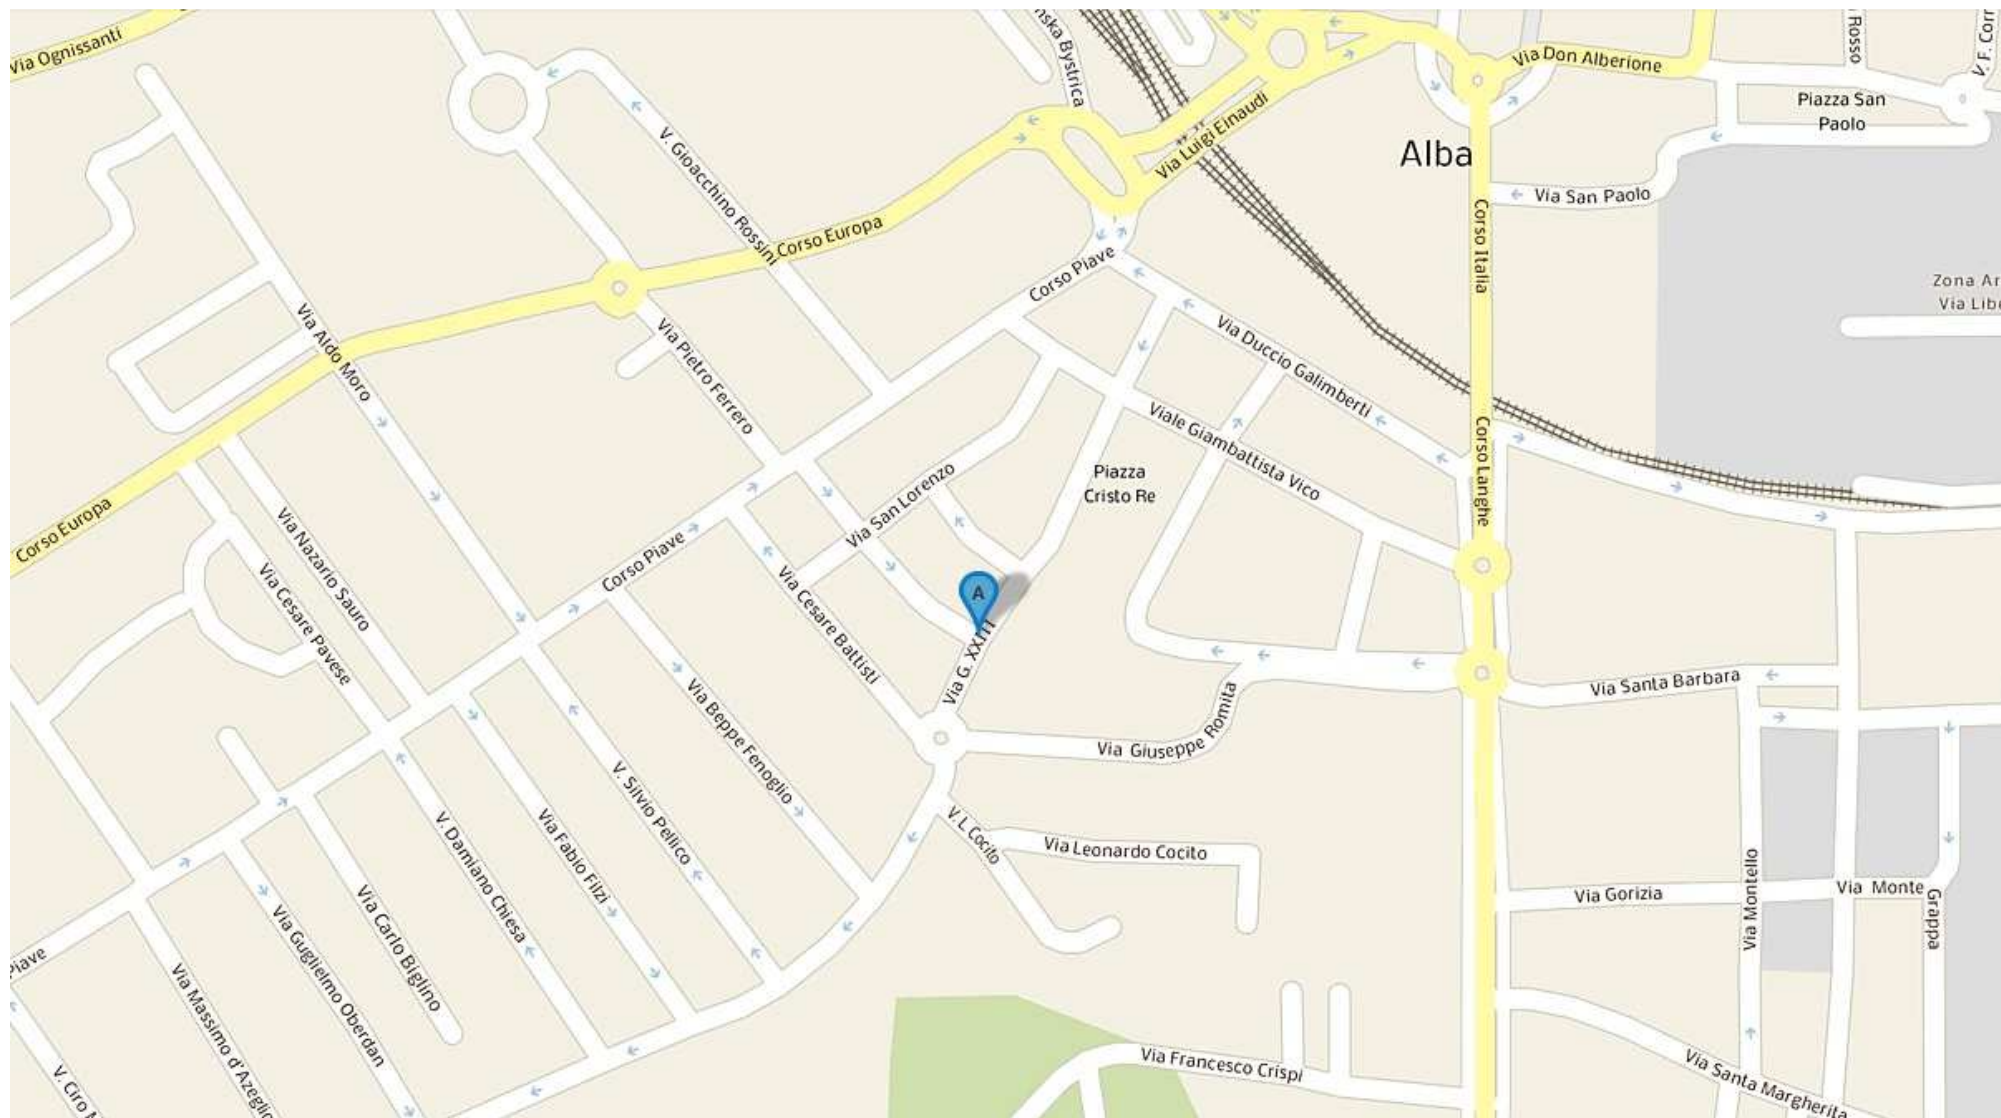 Via Ognissanti
nska Bystrica
Via Don Alberione
Rosso
V. F. Corr
Piazza San
Paolo
V. Gioacchino Rossini
Via Luigi Einaudi
Alba
Via San Paolo
Corso Europa
Corso Italia
Corso Piave
Zona Ar
Via Libe
Via Aldo Moro
Via Pietro Ferrero
Via Duccio Galimberti
Viale Giambattista Vico
Corso Langhe
Piazza
Cristo Re
Via San Lorenzo
Corso Europa
Via Nazario Sauro
Corso Piave
Via Cesare Pavese
Via Cesare Battisti
A
Via G. XXIII
Via Santa Barbara
Via Beppe Fenoglio
Via Giuseppe Romita
V. Silvio Pellico
V. Damiano Chiesa
Via Fabio Filzi
V. L. Cocito
Via Leonardo Cocito
Via Carlo Biglino
Via Guglielmo Oberdan
Via Massimo d'Azeglio
Piave
V. Ciro
Via Gorizia
Via Montello
Via Monte
Grappa
Via Francesco Crispi
Via Santa Margherita